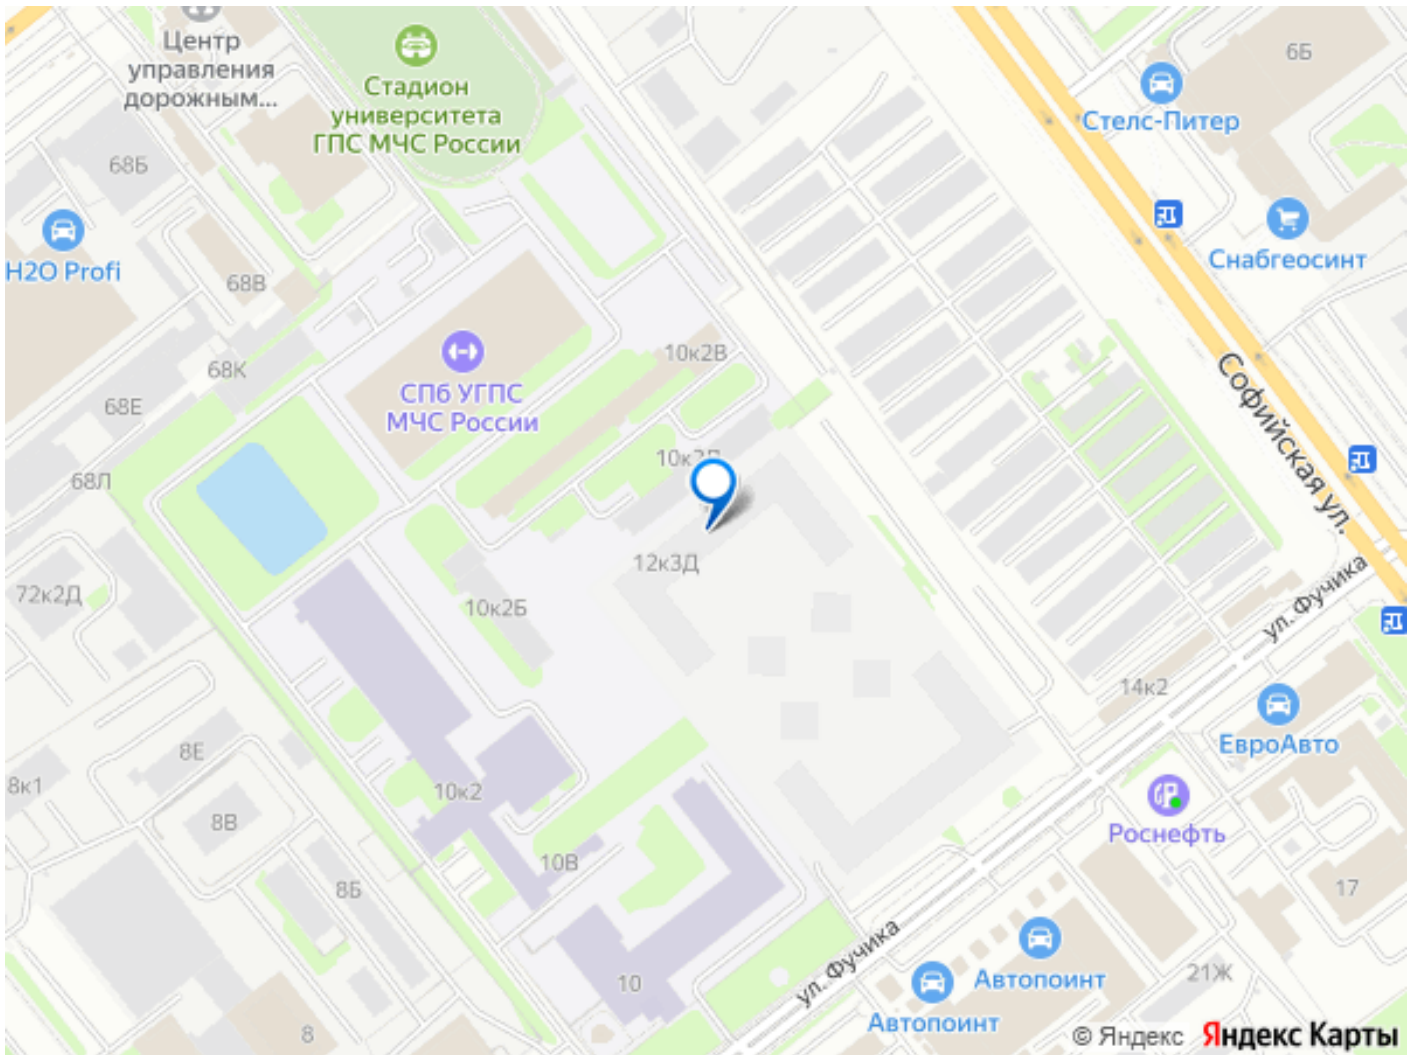 Центр
управления
дорожным...
Стадион
университета
ГПС МЧС России
6Б
Стелс-Питер
68Б
H2O Profi
68В
Снабгеосинт
10к2В
68К
СПб УГПС
МЧС России
68Е
Софийская ул.
68Л
12к3Д
72к2Д
10к2Б
ул. Фучика
14к2
8Е
ЕвроАвто
8к1
10к2
8В
Роснефть
10В
8Б
17
ул. Фучика
Автопоинт
21Ж
10
Автопоинт
8
© Яндекс Яндекс Карты